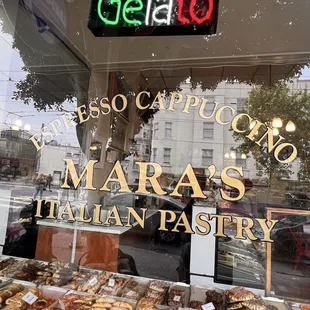 Gelato
ESPRESSO CAPPUCCINO
MARA'S
ITALIAN PASTRY